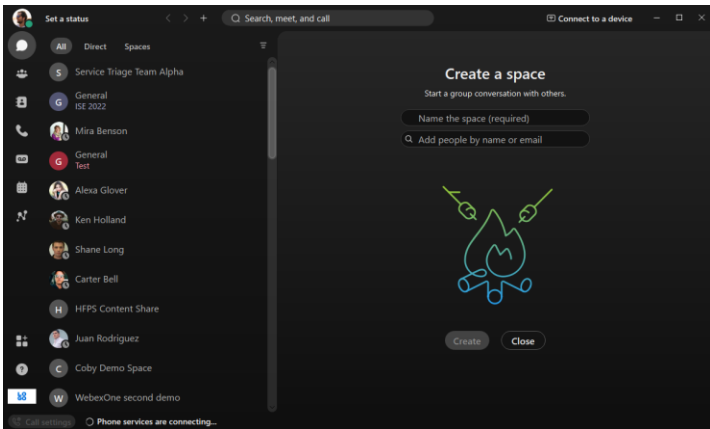 Set a status
Search, meet, and call
Connect to a device
All Direct Spaces
S Service Triage Team Alpha
G General
ISE 2022
Mira Benson
G General
Test
Alexa Glover
Ken Holland
Shane Long
Carter Bell
H HFPS Content Share
Juan Rodriguez
C Coby Demo Space
W WebexOne second demo
Call settings
Phone services are connecting...
Create a space
Start a group conversation with others.
Name the space (required)
Add people by name or email
Create Close